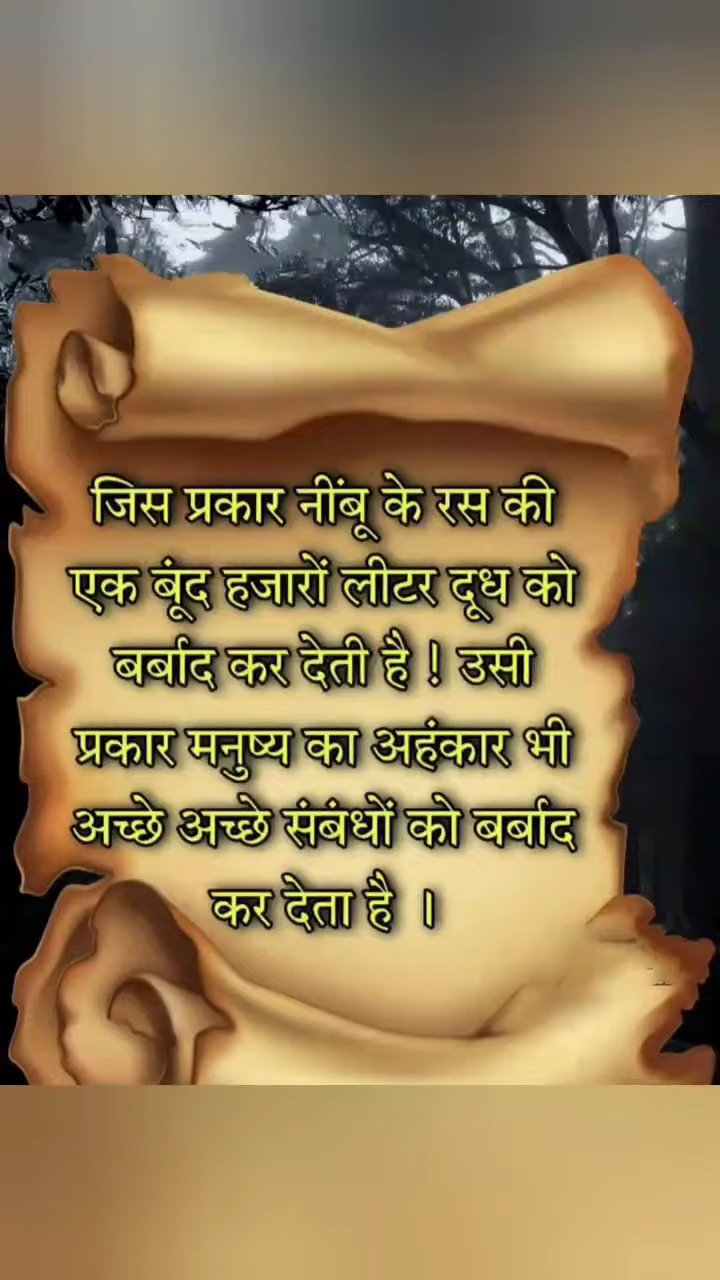 जिस प्रकार नींबू के रस की
एक बूंद हजारों लीटर दूध को
बर्बाद कर देती है ! उसी
प्रकार मनुष्य का अहंकार भी
अच्छे अच्छे संबंधों को बर्बाद
कर देता है ।